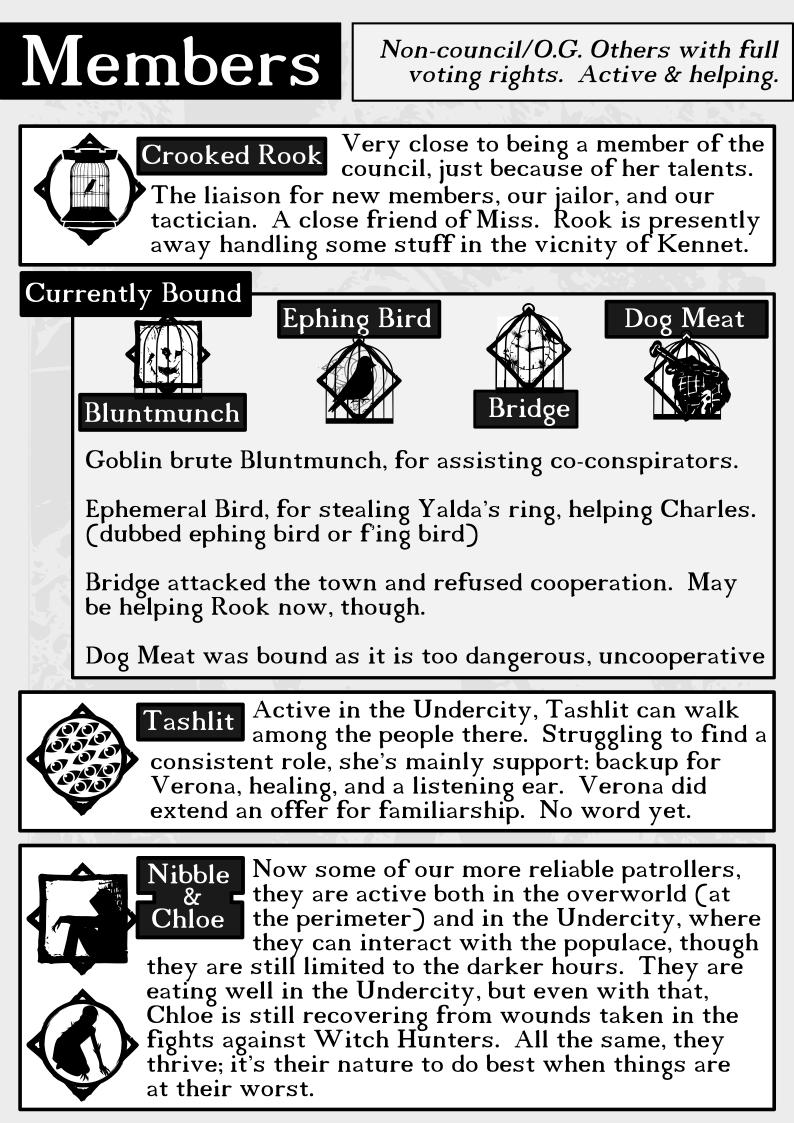 Members
Non-council/O.G. Others with full
voting rights. Active & helping.
Crooked Rook
Very close to being a member of the
council, just because of her talents.
The liaison for new members, our jailor, and our
tactician. A close friend of Miss. Rook is presently
away handling some stuff in the vicnity of Kennet.
Currently Bound
Bluntmunch
Ephing Bird
Bridge
Dog Meat
Goblin brute Bluntmunch, for assisting co-conspirators.
Ephemeral Bird, for stealing Yalda's ring, helping Charles.
(dubbed ephing bird or f'ing bird)
Bridge attacked the town and refused cooperation. May
be helping Rook now, though.
Dog Meat was bound as it is too dangerous, uncooperative
Tashlit
Active in the Undercity, Tashlit can walk
among the people there. Struggling to find a
consistent role, she's mainly support: backup for
Verona, healing, and a listening ear. Verona did
extend an offer for familiarship. No word yet.
Nibble
&
Chloe
Now some of our more reliable patrollers,
they are active both in the overworld (at
the perimeter) and in the Undercity, where
they can interact with the populace, though
they are still limited to the darker hours. They are
eating well in the Undercity, but even with that,
Chloe is still recovering from wounds taken in the
fights against Witch Hunters. All the same, they
thrive; it's their nature to do best when things are
at their worst.